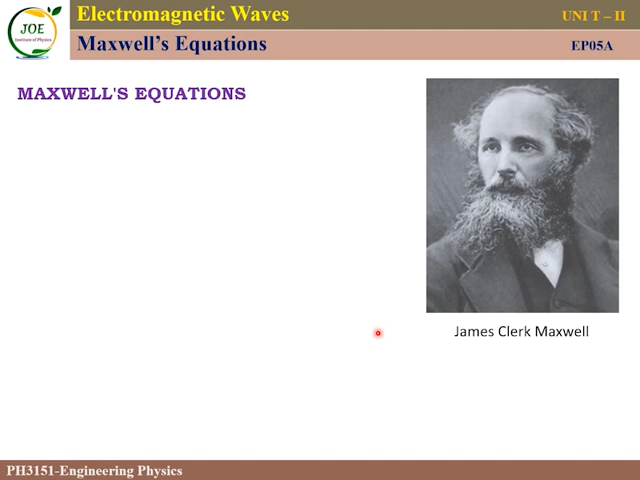 JOE
Institute of Physics
Electromagnetic Waves
UNI T – II
Maxwell's Equations
EP05A
MAXWELL'S EQUATIONS
James Clerk Maxwell
PH3151-Engineering Physics